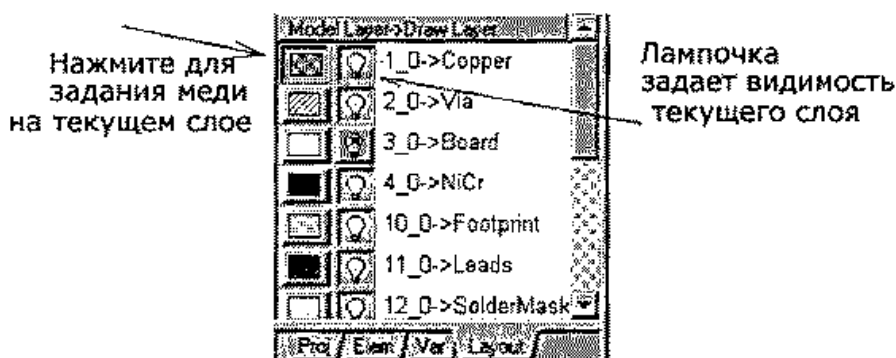 Model Layer->Draw Layer
Нажмите для
задания меди
на текущем слое
1_0->Copper
2_0->Via
3_0->Board
4_0->NiCr
10_0->Footprint
11_0->Leads
12_0->SolderMask
Лампочка
задает видимость
текущего слоя
Proj Elem Var Layout